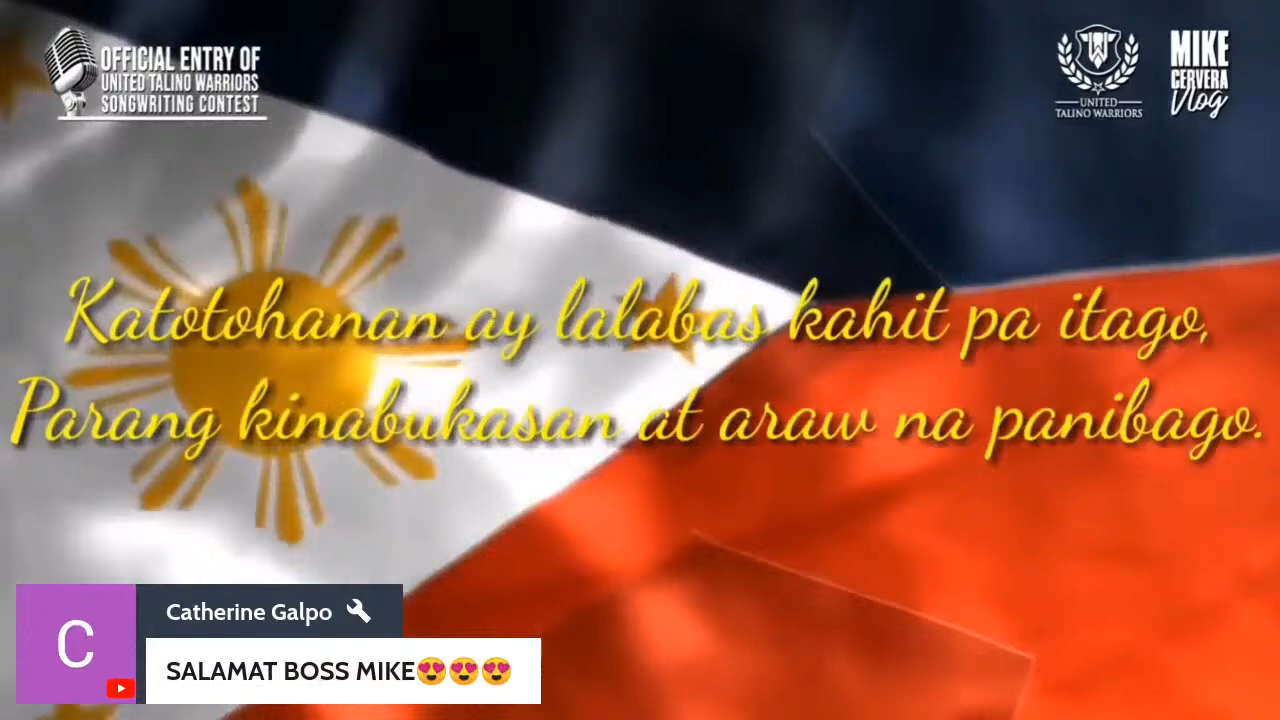 OFFICIAL ENTRY OF
UNITED TALINO WARRIORS
SONGWRITING CONTEST
UNITED
TALINO WARRIORS
MIKE
CERVERA
Vlog
Katotohanan ay lalabas kahit pa itago,
Parang kinabukasan at araw na panibago.
C
Catherine Galpo
SALAMAT BOSS MIKE😍😍😍